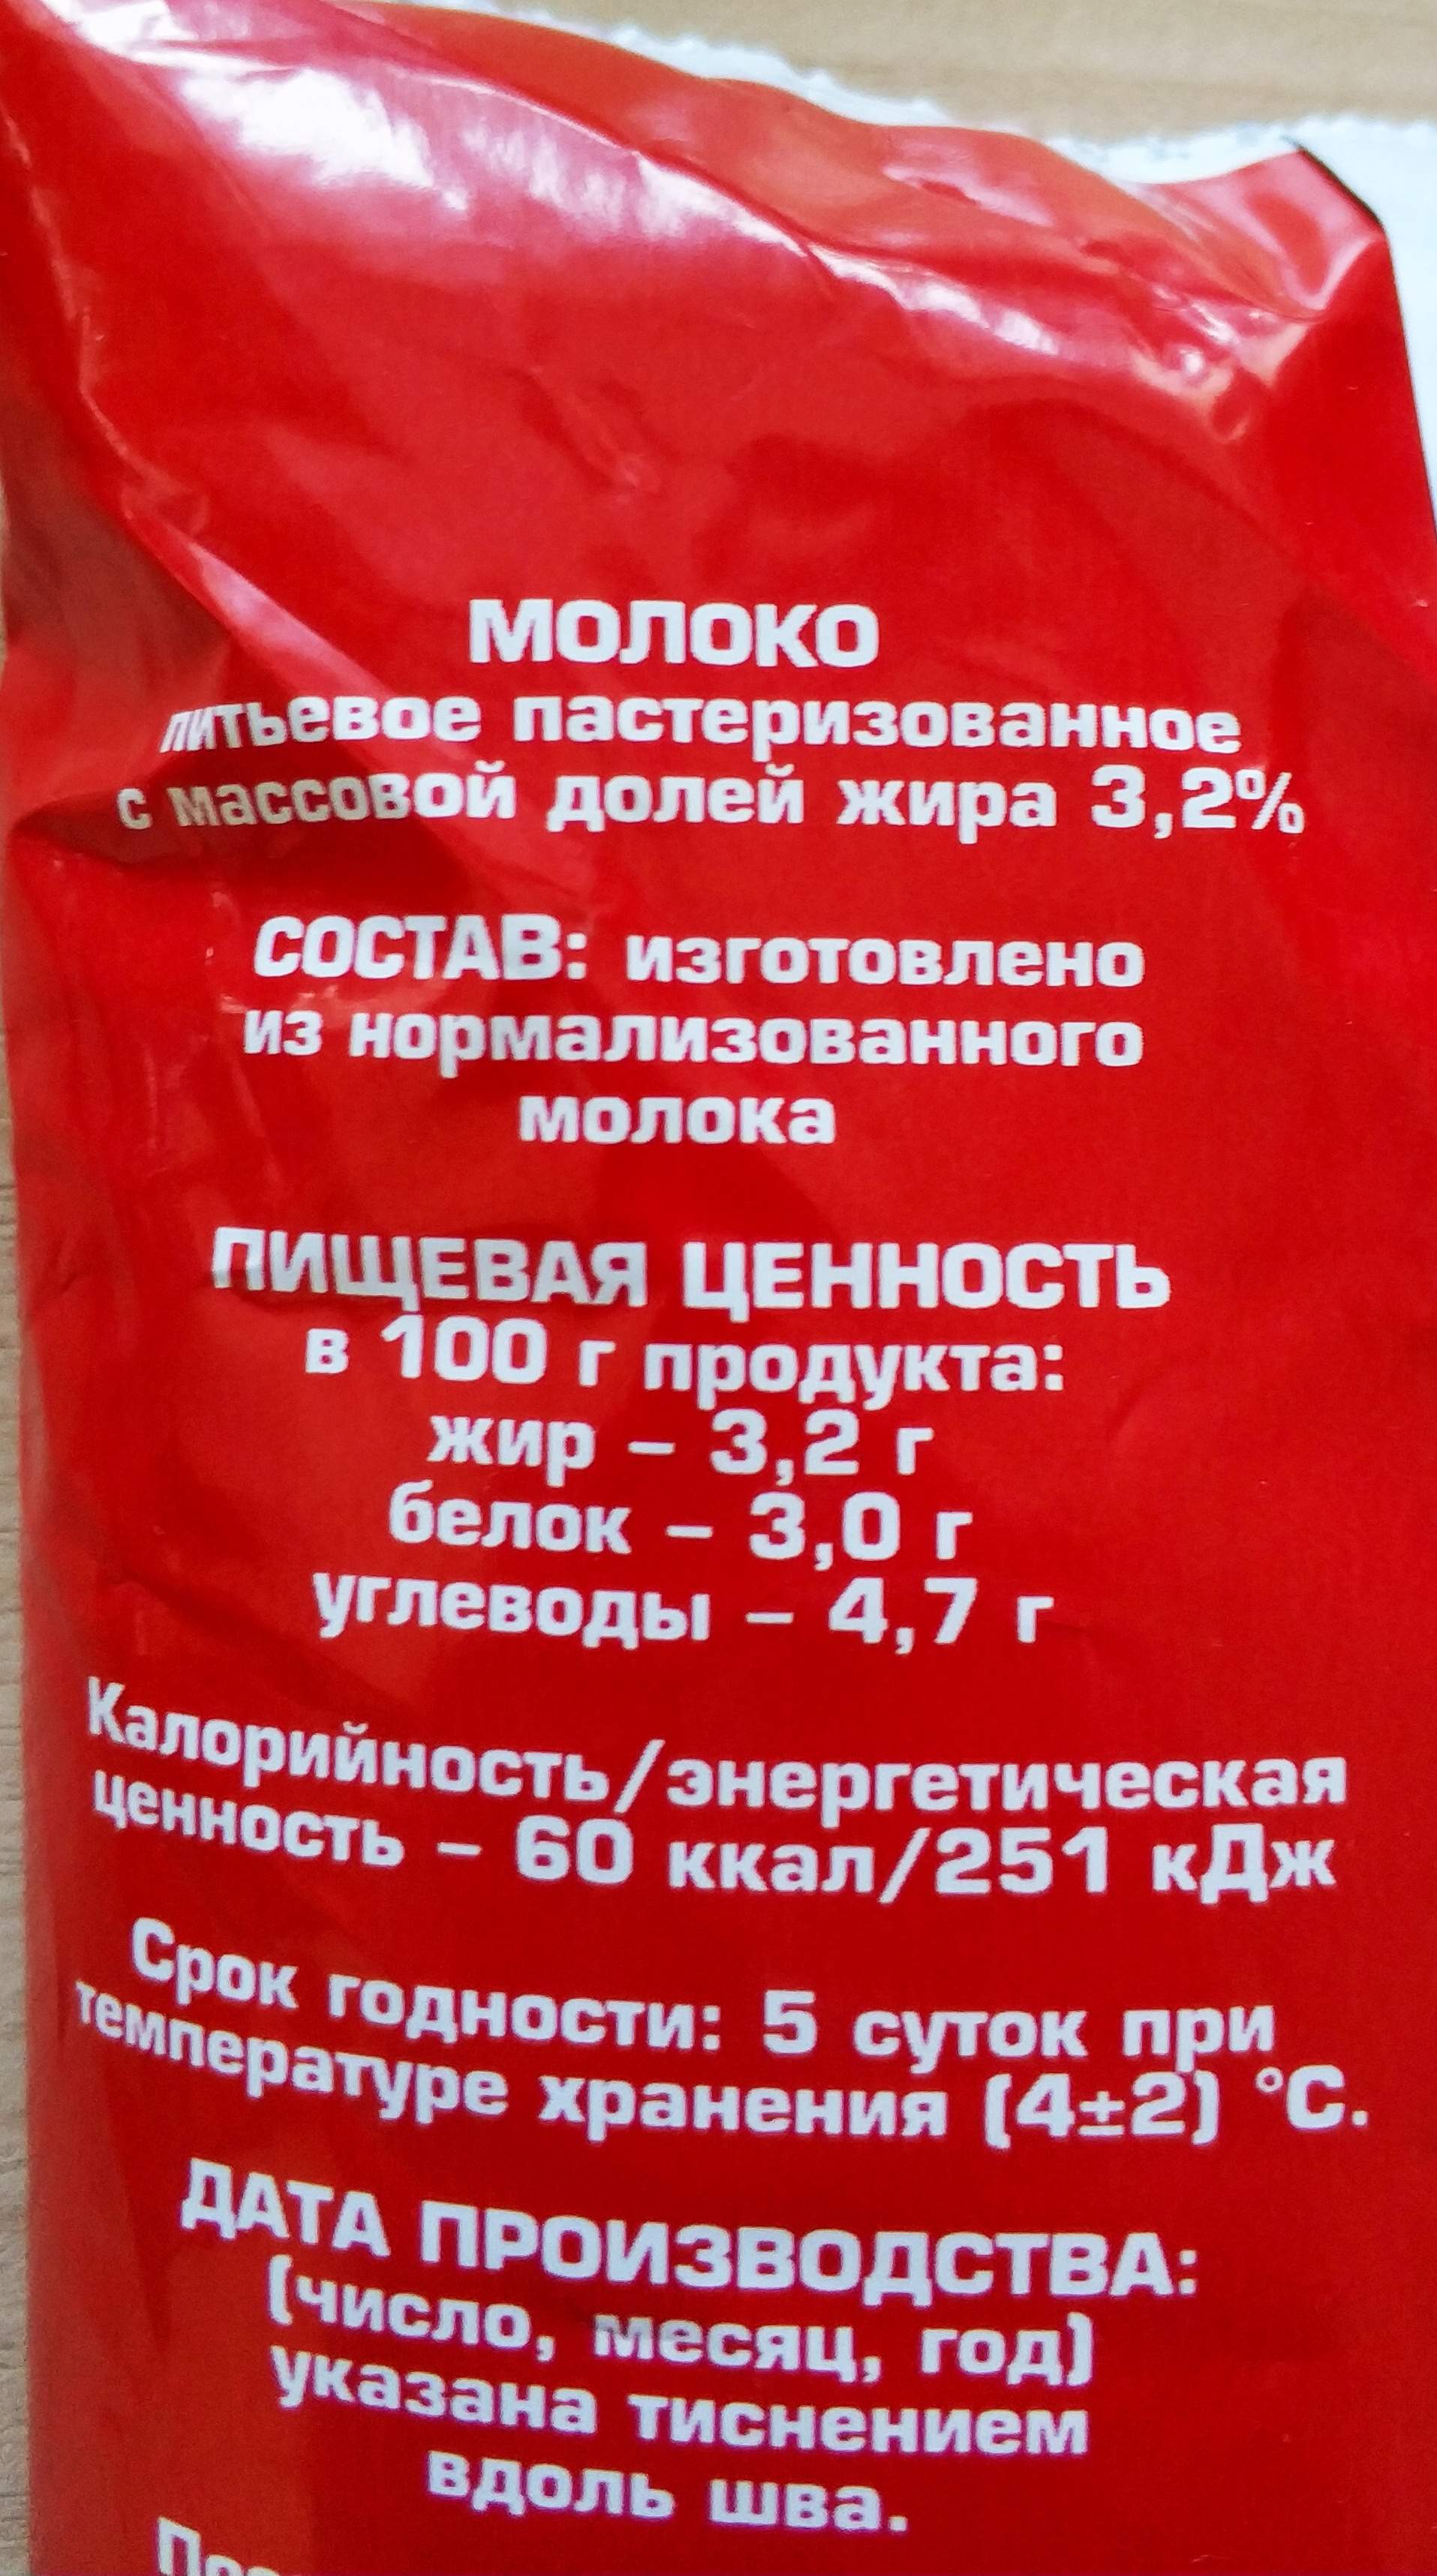 МОЛОКО
питьевое пастеризованное
с массовой долей жира 3,2%
СОСТАВ: изготовлено
из нормализованного
молока
ПИЩЕВАЯ ЦЕННОСТЬ
в 100 г продукта:
жир – 3,2 г
белок – 3,0 г
углеводы – 4,7 г
Калорийность/энергетическая
ценность – 60 ккал/251 кДж
Срок годности: 5 суток при
температуре хранения (4±2) °С.
ДАТА ПРОИЗВОДСТВА:
(число, месяц, год)
указана тиснением
вдоль шва.